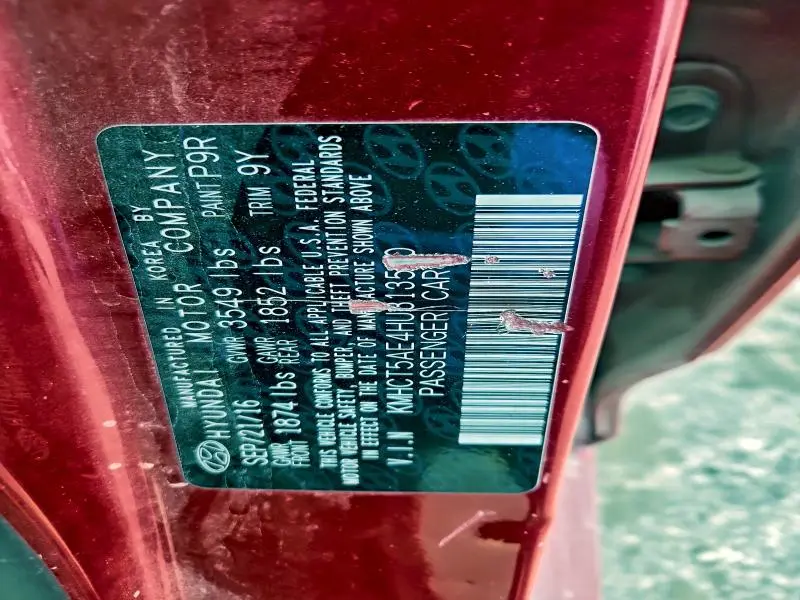 MANUFACTURED IN KOREA BY
HYUNDAI MOTOR COMPANY
SEP/21/16 GVWR 3549 lbs PAINT P9R
GAWR FRONT 1874 lbs GAWR REAR 1852 lbs TRIM 9Y
THIS VEHICLE CONFORMS TO ALL APPLICABLE U.S.A. FEDERAL
MOTOR VEHICLE SAFETY, BUMPER, AND THEFT PREVENTION STANDARDS
IN EFFECT ON THE DATE OF MANUFACTURE SHOWN ABOVE
V.I.N
PASSENGER CAR